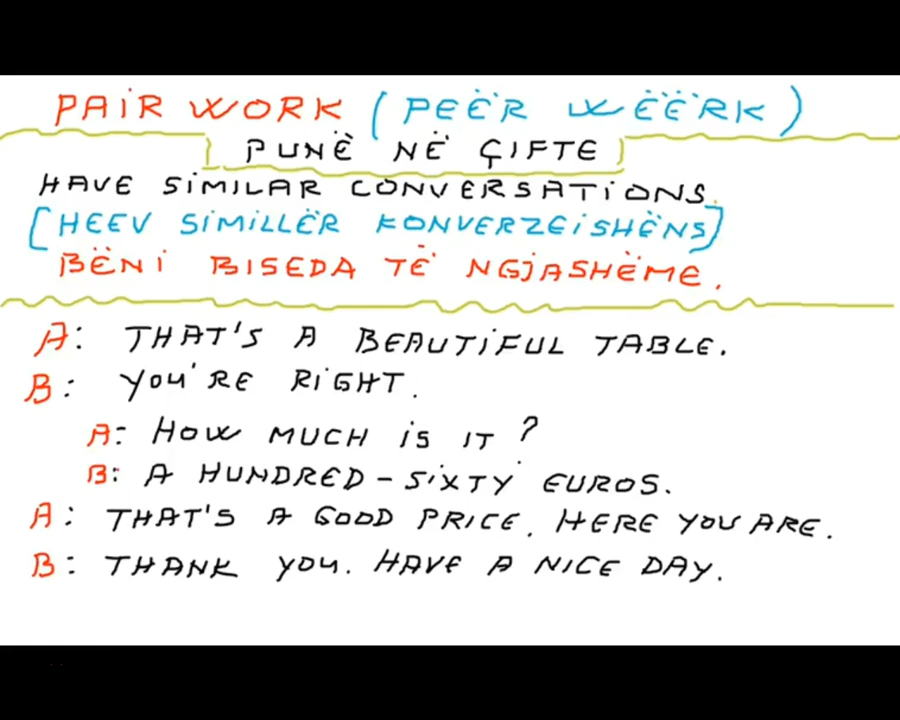 PAIR WORK (PEËR WËËRK)
PUNË NË ÇIFTE
HAVE SIMILAR CONVERSATIONS.
[HEEV SIMILLËR KONVERZEISHËNS]
BËNI BISEDA TË NGJASHËME.
A: THAT'S A BEAUTIFUL TABLE.
B: YOU'RE RIGHT.
A: HOW MUCH IS IT?
B: A HUNDRED-SIXTY EUROS.
A: THAT'S A GOOD PRICE. HERE YOU ARE.
B: THANK YOU. HAVE A NICE DAY.